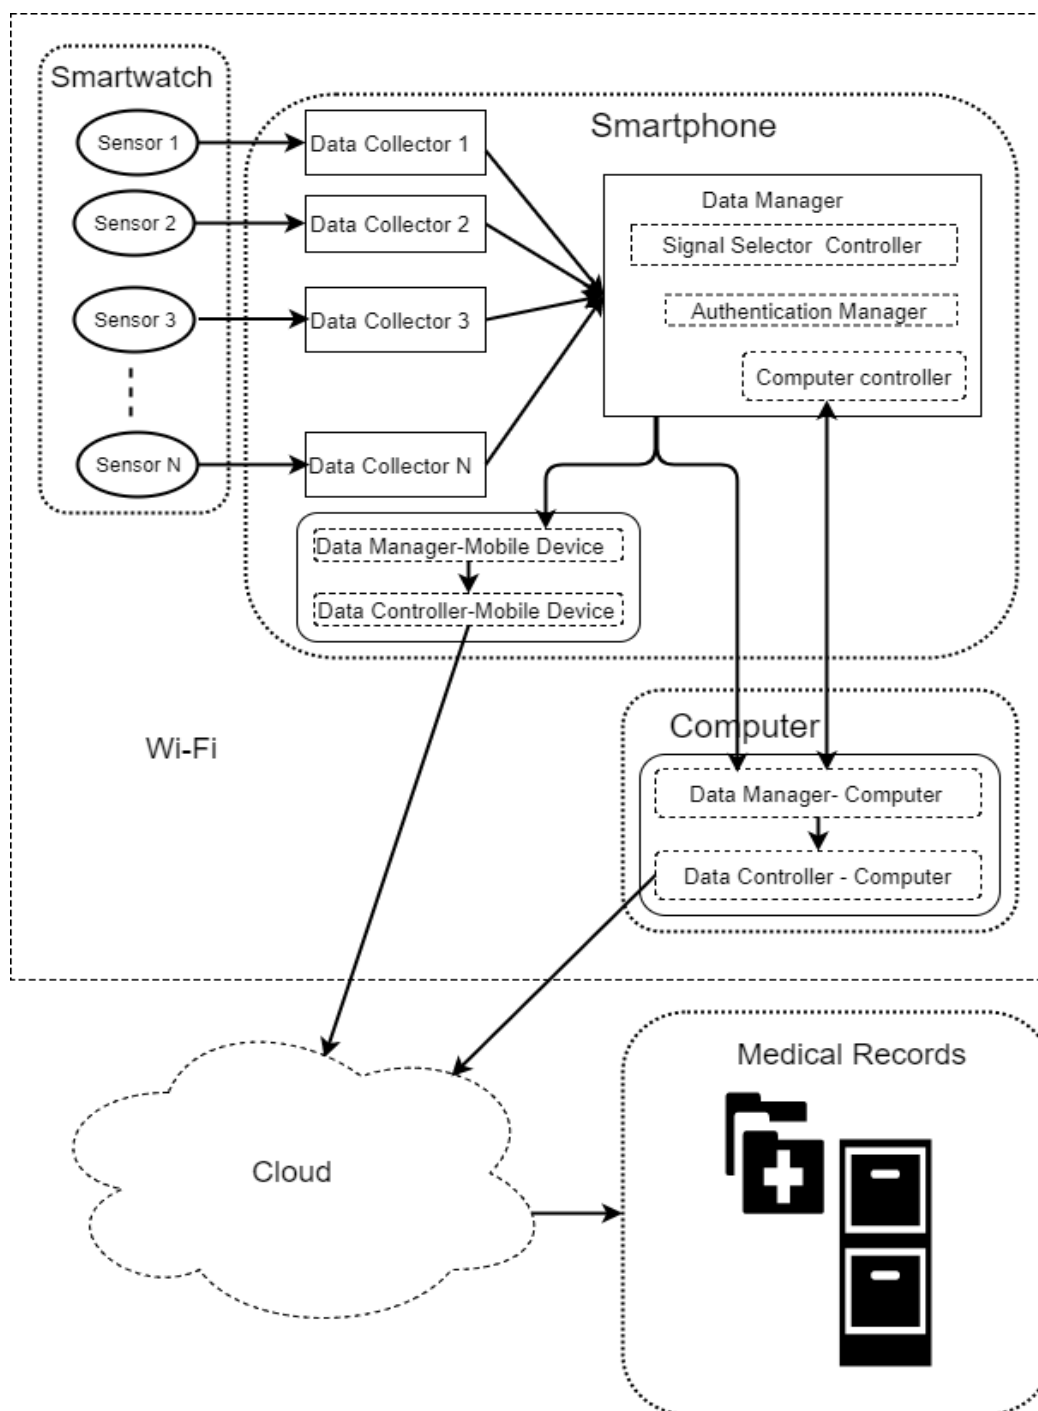 Smartwatch
Sensor 1
Sensor 2
Sensor 3
Sensor N
Smartphone
Data Collector 1
Data Collector 2
Data Collector 3
Data Collector N
Data Manager
Signal Selector Controller
Authentication Manager
Computer controller
Data Manager-Mobile Device
Data Controller-Mobile Device
Wi-Fi
Computer
Data Manager- Computer
Data Controller - Computer
Cloud
Medical Records